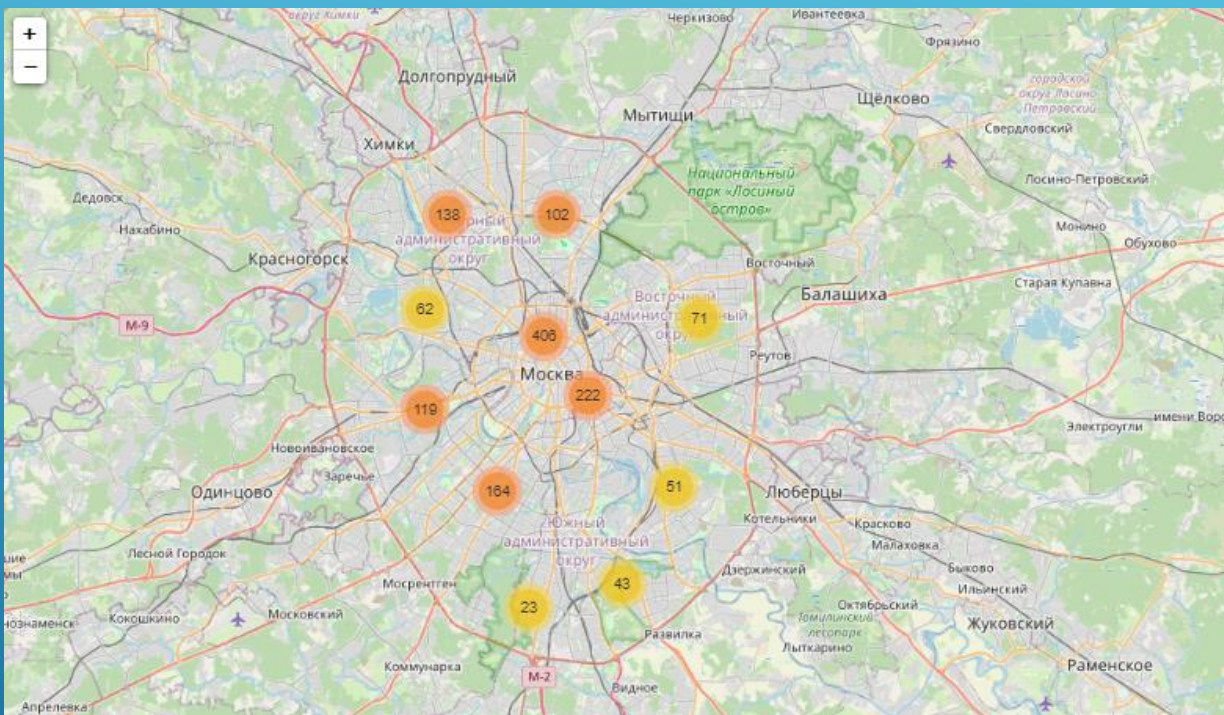 +
−
округ Химки
Черкизово
Ивантеевка
Фрязино
Долгопрудный
Мытищи
Щёлково
городской
округ Лосино-
Петровский
Свердловский
Химки
Национальный
парк «Лосиный
остров»
Лосино-Петровский
Дедовск
Нахабино
138
102
административный
округ
Монино
Обухово
Красногорск
Восточный
Старая Купавна
Балашиха
62
Восточный
административный
71
M-9
406
Реутов
Москва
222
119
имени Воро
Электроугли
Новоивановское
Заречье
Одинцово
164
51
Люберцы
Котельники
Красково
Южный
административный
округ
Малаховка
Лесной Городок
Быково
Мосрентген
43
Дзержинский
Ильинский
23
Октябрьский
Кокошкино
Московский
Томилинский
лесопарк
Жуковский
Развилка
Лыткарино
Коммунарка
M-2
Раменское
Видное
Апрелевка